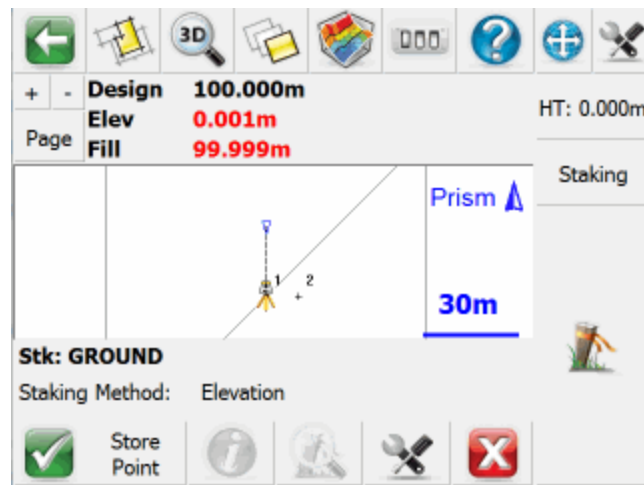 3D
+ - Design 100.000m
Elev 0.001m
Page
Fill 99.999m
HT: 0.000m
Staking
Prism
1 2
30m
Stk: GROUND
Staking Method: Elevation
Store
Point